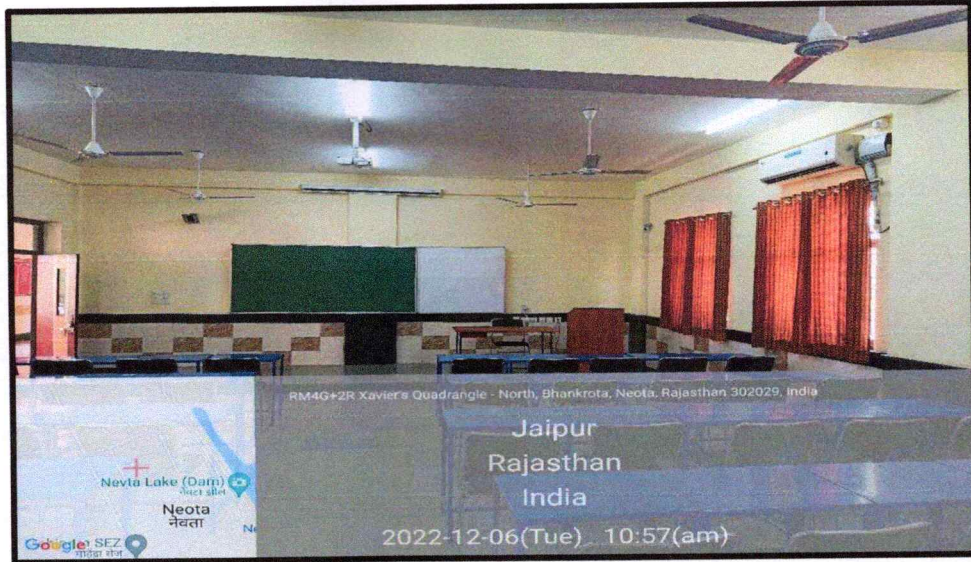 RM4G+2R Xavier's Quadrangle - North, Bhankrota, Neota, Rajasthan 302029, India
Jaipur
Rajasthan
India
2022-12-06(Tue) 10:57(am)
Nevta Lake (Dam)
नेवटा झील
Neota
नेवता
Google
SEZ